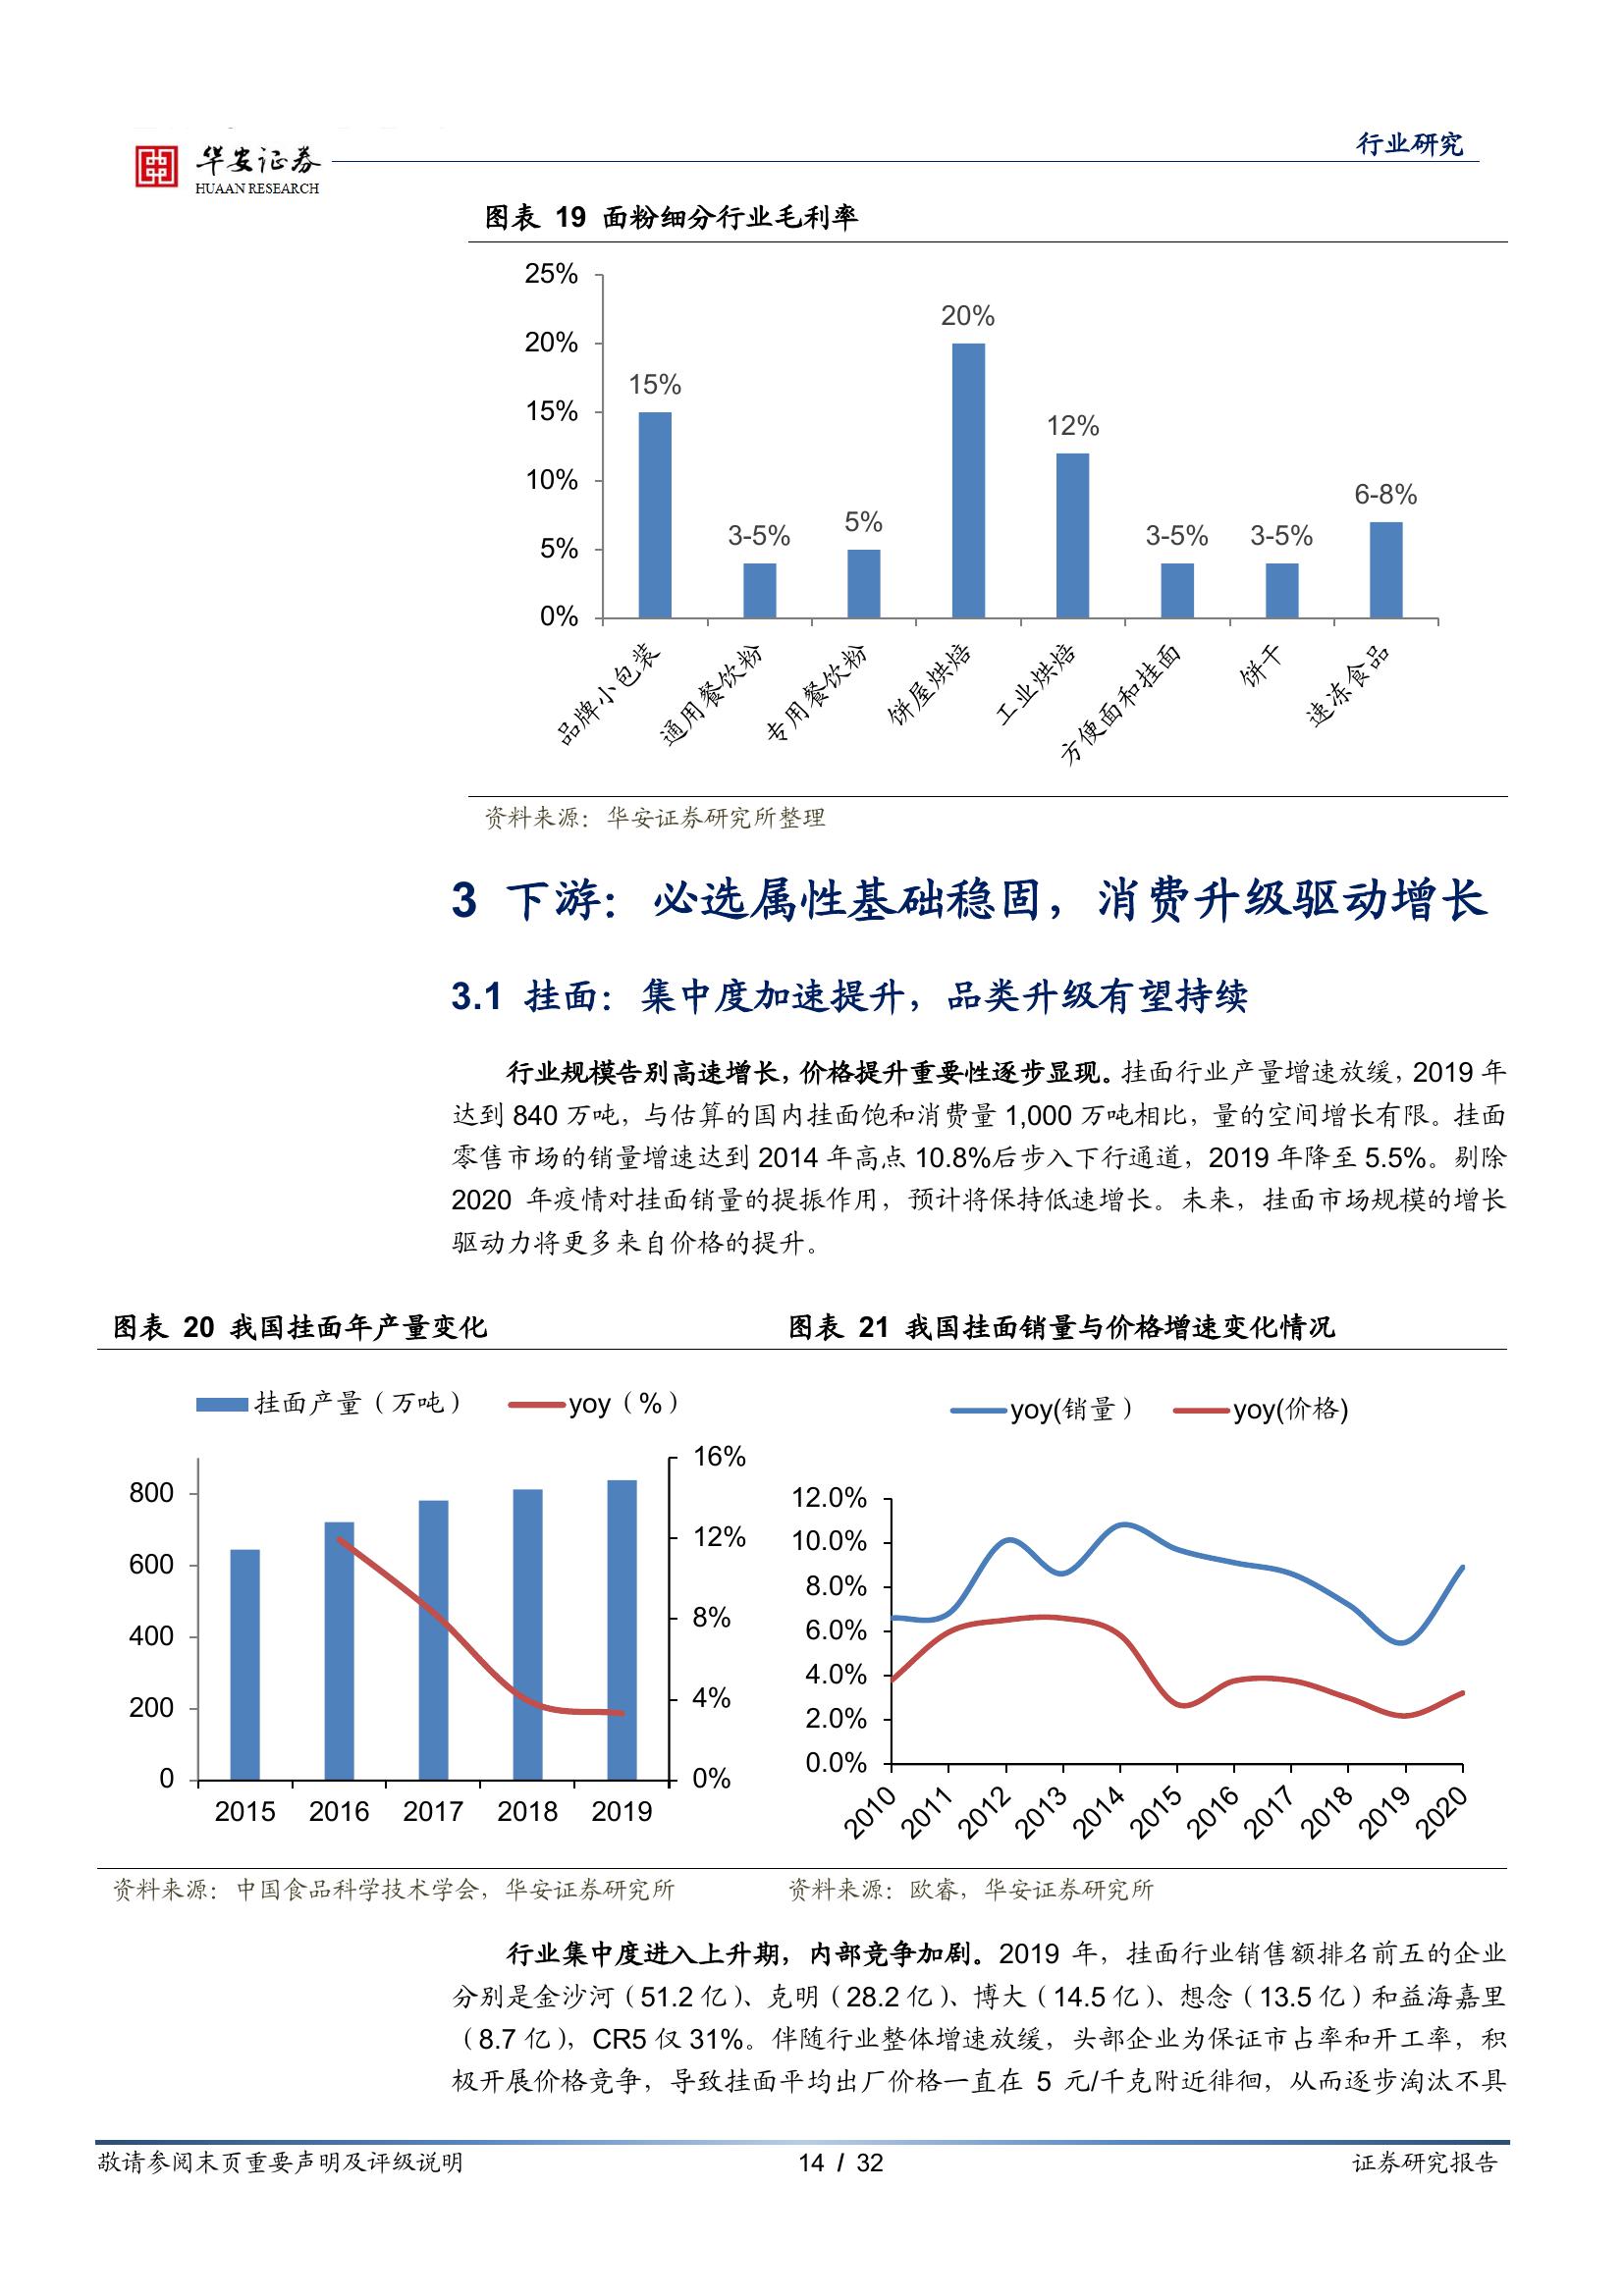 华安证券
HUAAN RESEARCH
行业研究
图表 19 面粉细分行业毛利率
25%
20%
15%
10%
5%
0%
15%
3-5%
5%
20%
12%
3-5%
3-5%
6-8%
品牌小包装
通用餐饮粉
专用餐饮粉
饼屋烘焙
工业烘焙
方便面和挂面
饼干
速冻食品
资料来源：华安证券研究所整理
3 下游：必选属性基础稳固，消费升级驱动增长
3.1 挂面：集中度加速提升，品类升级有望持续
行业规模告别高速增长，价格提升重要性逐步显现。挂面行业产量增速放缓，2019 年
达到 840 万吨，与估算的国内挂面饱和消费量 1,000 万吨相比，量的空间增长有限。挂面
零售市场的销量增速达到 2014 年高点 10.8%后步入下行通道，2019 年降至 5.5%。剔除
2020 年疫情对挂面销量的提振作用，预计将保持低速增长。未来，挂面市场规模的增长
驱动力将更多来自价格的提升。
图表 20 我国挂面年产量变化
挂面产量（万吨） yoy（%）
800
600
400
200
0
16%
12%
8%
4%
0%
2015 2016 2017 2018 2019
资料来源：中国食品科学技术学会，华安证券研究所
图表 21 我国挂面销量与价格增速变化情况
yoy(销量） yoy(价格)
12.0%
10.0%
8.0%
6.0%
4.0%
2.0%
0.0%
2010 2011 2012 2013 2014 2015 2016 2017 2018 2019 2020
资料来源：欧睿，华安证券研究所
行业集中度进入上升期，内部竞争加剧。2019 年，挂面行业销售额排名前五的企业
分别是金沙河（51.2 亿）、克明（28.2 亿）、博大（14.5 亿）、想念（13.5 亿）和益海嘉里
（8.7 亿），CR5 仅 31%。伴随行业整体增速放缓，头部企业为保证市占率和开工率，积
极开展价格竞争，导致挂面平均出厂价格一直在 5 元/千克附近徘徊，从而逐步淘汰不具
敬请参阅末页重要声明及评级说明
14 / 32
证券研究报告